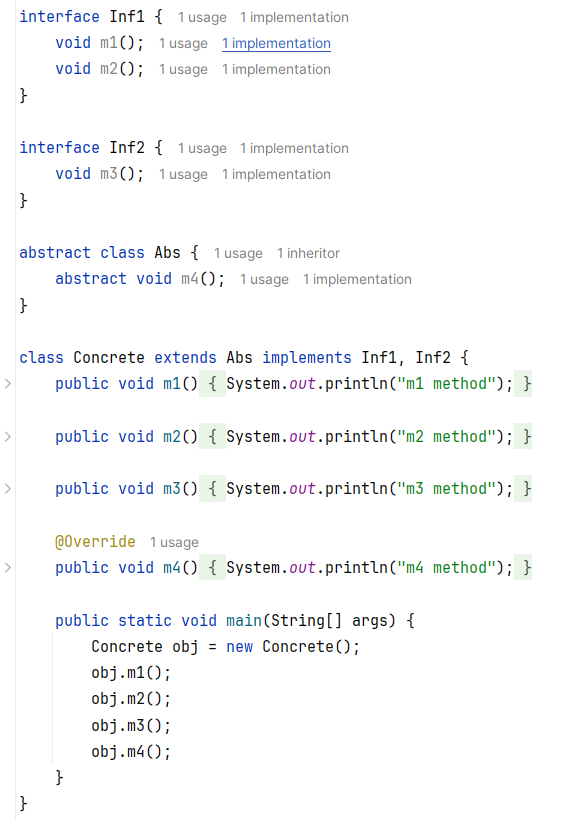 interface Inf1 { 1 usage 1 implementation
    void m1(); 1 usage 1 implementation
    void m2(); 1 usage 1 implementation
}
interface Inf2 { 1 usage 1 implementation
    void m3(); 1 usage 1 implementation
}
abstract class Abs { 1 usage 1 inheritor
    abstract void m4(); 1 usage 1 implementation
}
class Concrete extends Abs implements Inf1, Inf2 {
    public void m1() { System.out.println("m1 method"); }
    public void m2() { System.out.println("m2 method"); }
    public void m3() { System.out.println("m3 method"); }
    @Override 1 usage
    public void m4() { System.out.println("m4 method"); }
    public static void main(String[] args) {
        Concrete obj = new Concrete();
        obj.m1();
        obj.m2();
        obj.m3();
        obj.m4();
    }
}